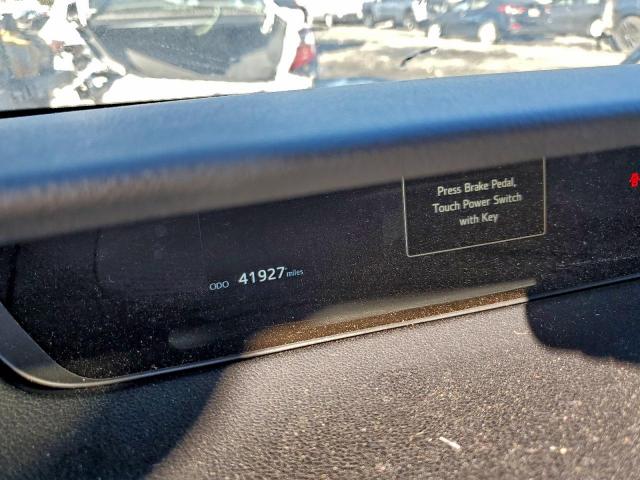 Press Brake Pedal,
Touch Power Switch
with Key
ODO 41927 miles